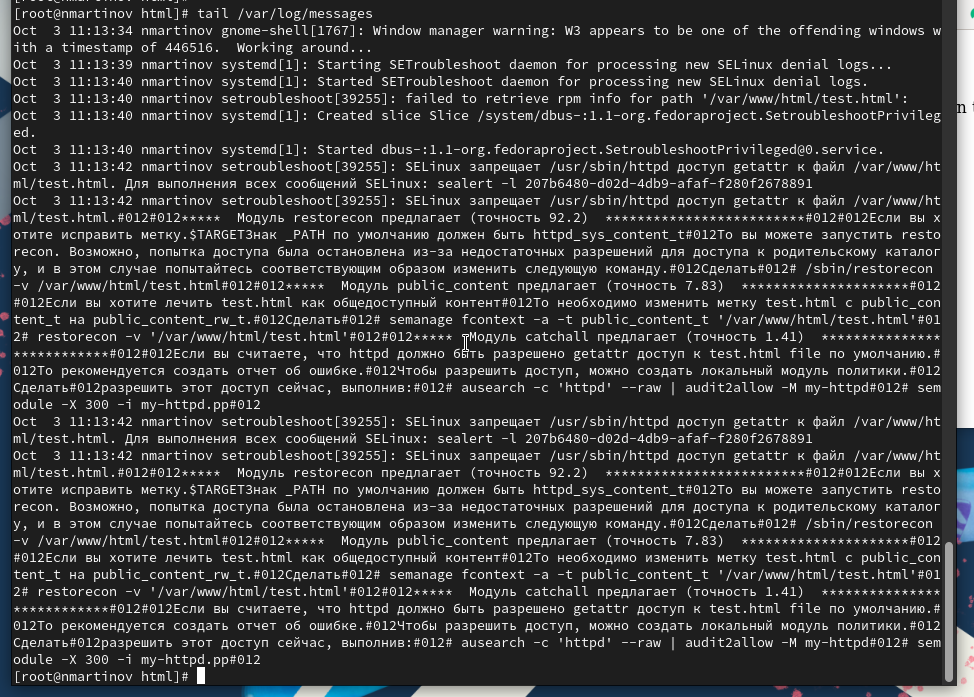 [root@nmartinov html]# tail /var/log/messages
Oct  3 11:13:34 nmartinov gnome-shell[1767]: Window manager warning: W3 appears to be one of the offending windows w
ith a timestamp of 446516.  Working around...
Oct  3 11:13:39 nmartinov systemd[1]: Starting SETroubleshoot daemon for processing new SELinux denial logs...
Oct  3 11:13:40 nmartinov systemd[1]: Started SETroubleshoot daemon for processing new SELinux denial logs.
Oct  3 11:13:40 nmartinov setroubleshoot[39255]: failed to retrieve rpm info for path '/var/www/html/test.html':
Oct  3 11:13:40 nmartinov systemd[1]: Created slice Slice /system/dbus-:1.1-org.fedoraproject.SetroubleshootPrivileg
ed.
Oct  3 11:13:40 nmartinov systemd[1]: Started dbus-:1.1-org.fedoraproject.SetroubleshootPrivileged@0.service.
Oct  3 11:13:42 nmartinov setroubleshoot[39255]: SELinux запрещает /usr/sbin/httpd доступ getattr к файл /var/www/ht
ml/test.html. Для выполнения всех сообщений SELinux: sealert -l 207b6480-d02d-4db9-afaf-f280f2678891
Oct  3 11:13:42 nmartinov setroubleshoot[39255]: SELinux запрещает /usr/sbin/httpd доступ getattr к файл /var/www/ht
ml/test.html.#012#012*****  Модуль restorecon предлагает (точность 92.2)  *************************#012#012Если вы х
отите исправить метку.$TARGETЗнак _PATH по умолчанию должен быть httpd_sys_content_t#012То вы можете запустить resto
recon. Возможно, попытка доступа была остановлена из-за недостаточных разрешений для доступа к родительскому каталог
у, и в этом случае попытайтесь соответствующим образом изменить следующую команду.#012Сделать#012# /sbin/restorecon
-v /var/www/html/test.html#012#012*****  Модуль public_content предлагает (точность 7.83)  *********************#012
#012Если вы хотите лечить test.html как общедоступный контент#012То необходимо изменить метку test.html с public_con
tent_t на public_content_rw_t.#012Сделать#012# semanage fcontext -a -t public_content_t '/var/www/html/test.html'#01
2# restorecon -v '/var/www/html/test.html'#012#012*****  Модуль catchall предлагает (точность 1.41)  ***************
************#012#012Если вы считаете, что httpd должно быть разрешено getattr доступ к test.html file по умолчанию.#
012То рекомендуется создать отчет об ошибке.#012Чтобы разрешить доступ, можно создать локальный модуль политики.#012
Сделать#012разрешить этот доступ сейчас, выполнив:#012# ausearch -c 'httpd' --raw | audit2allow -M my-httpd#012# sem
odule -X 300 -i my-httpd.pp#012
Oct  3 11:13:42 nmartinov setroubleshoot[39255]: SELinux запрещает /usr/sbin/httpd доступ getattr к файл /var/www/ht
ml/test.html. Для выполнения всех сообщений SELinux: sealert -l 207b6480-d02d-4db9-afaf-f280f2678891
Oct  3 11:13:42 nmartinov setroubleshoot[39255]: SELinux запрещает /usr/sbin/httpd доступ getattr к файл /var/www/ht
ml/test.html.#012#012*****  Модуль restorecon предлагает (точность 92.2)  *************************#012#012Если вы х
отите исправить метку.$TARGETЗнак _PATH по умолчанию должен быть httpd_sys_content_t#012То вы можете запустить resto
recon. Возможно, попытка доступа была остановлена из-за недостаточных разрешений для доступа к родительскому каталог
у, и в этом случае попытайтесь соответствующим образом изменить следующую команду.#012Сделать#012# /sbin/restorecon
-v /var/www/html/test.html#012#012*****  Модуль public_content предлагает (точность 7.83)  *********************#012
#012Если вы хотите лечить test.html как общедоступный контент#012То необходимо изменить метку test.html с public_con
tent_t на public_content_rw_t.#012Сделать#012# semanage fcontext -a -t public_content_t '/var/www/html/test.html'#01
2# restorecon -v '/var/www/html/test.html'#012#012*****  Модуль catchall предлагает (точность 1.41)  ***************
************#012#012Если вы считаете, что httpd должно быть разрешено getattr доступ к test.html file по умолчанию.#
012То рекомендуется создать отчет об ошибке.#012Чтобы разрешить доступ, можно создать локальный модуль политики.#012
Сделать#012разрешить этот доступ сейчас, выполнив:#012# ausearch -c 'httpd' --raw | audit2allow -M my-httpd#012# sem
odule -X 300 -i my-httpd.pp#012
[root@nmartinov html]#